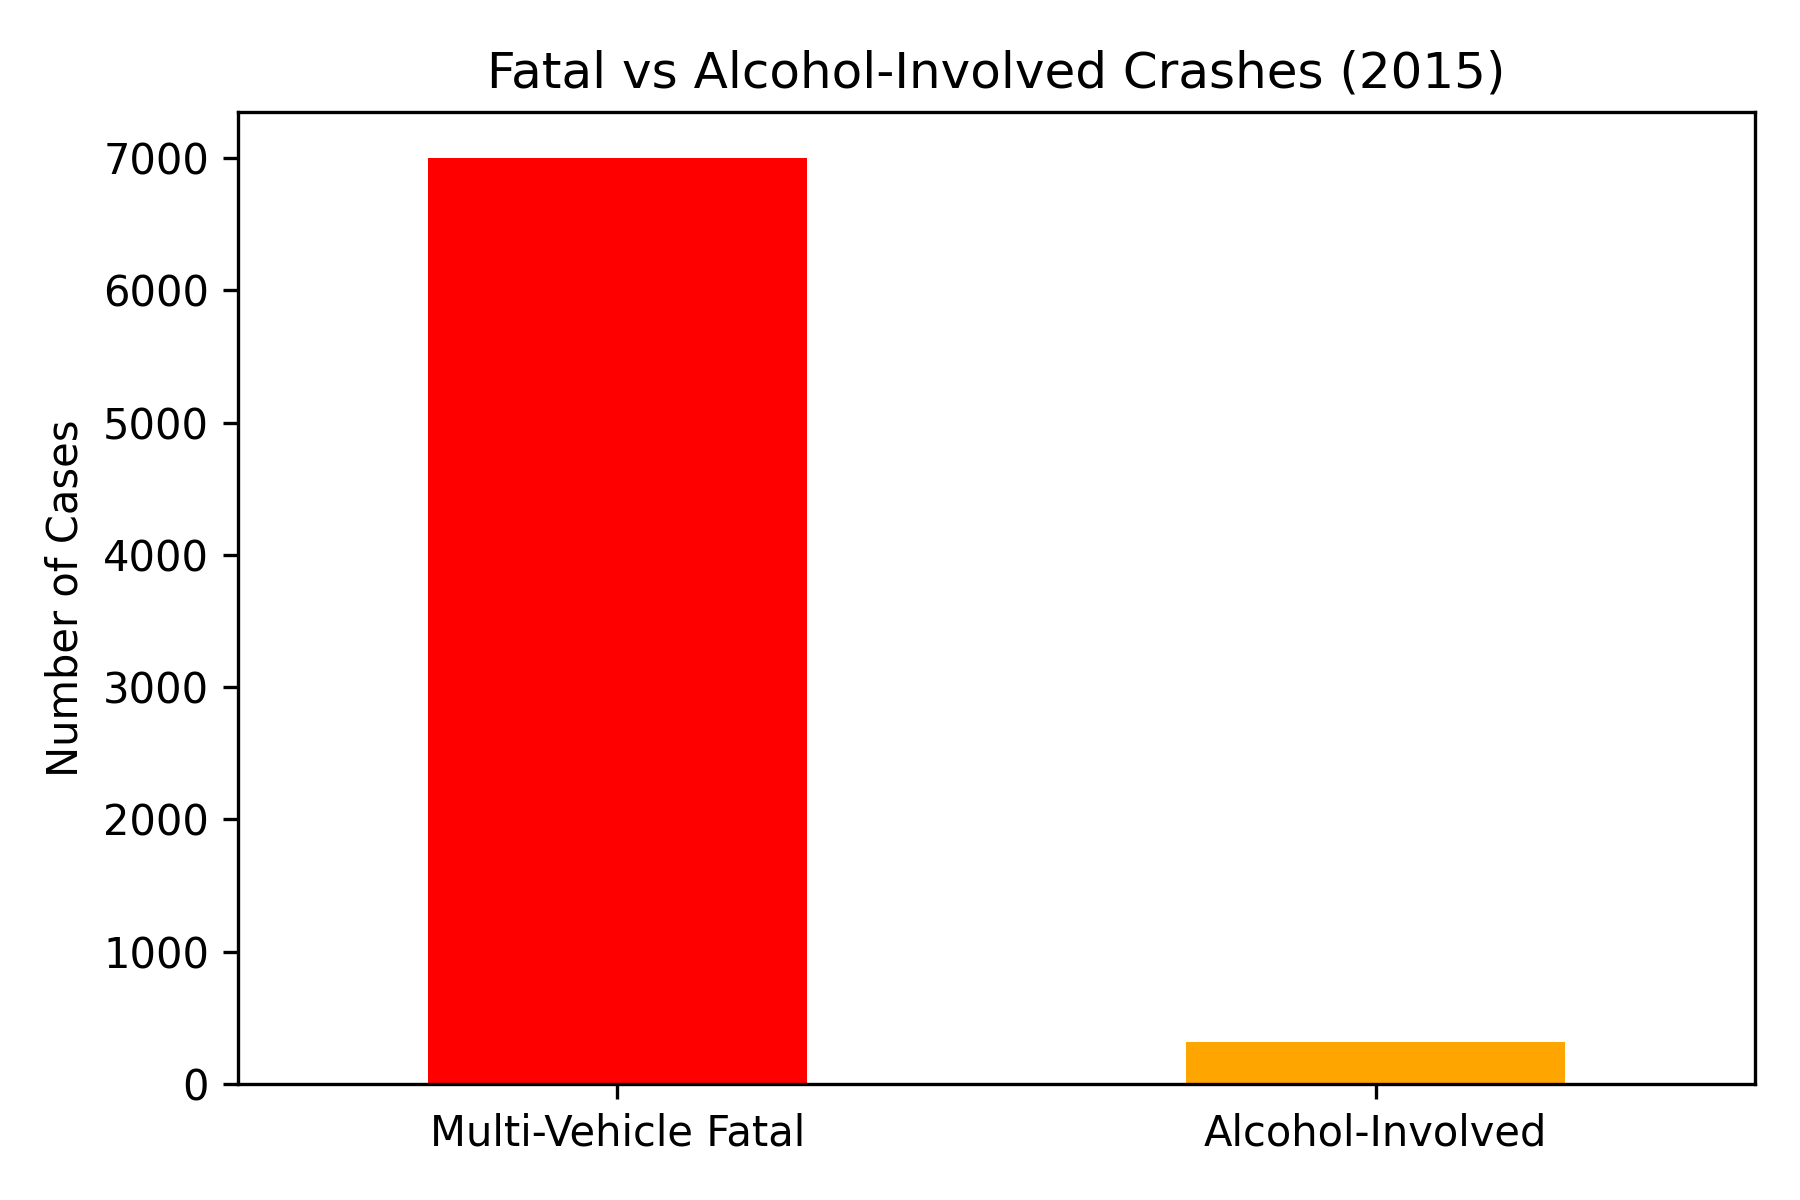 Fatal vs Alcohol-Involved Crashes (2015)
Number of Cases
7000
6000
5000
4000
3000
2000
1000
0
Multi-Vehicle Fatal
Alcohol-Involved